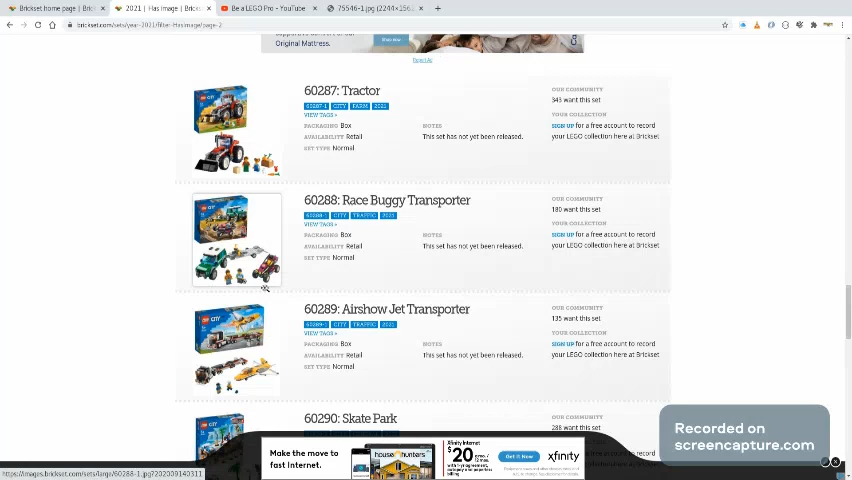 Brickset home page | Bric
2021 | Has image | Bricks
Be a LEGO Pro - YouTube
75546-1.jpg (2244×1561
brickset.com/sets/year-2021/filter-HasImage/page-2
Original Mattress.
Shop now
Report Ad
60287: Tractor
60287-1 CITY FARM 2021
VIEW TAGS »
PACKAGING Box
AVAILABILITY Retail
SET TYPE Normal
NOTES
This set has not yet been released.
OUR COMMUNITY
343 want this set
YOUR COLLECTION
SIGN UP for a free account to record
your LEGO collection here at Brickset
60288: Race Buggy Transporter
60288-1 CITY TRAFFIC 2021
VIEW TAGS »
PACKAGING Box
AVAILABILITY Retail
SET TYPE Normal
NOTES
This set has not yet been released.
OUR COMMUNITY
180 want this set
YOUR COLLECTION
SIGN UP for a free account to record
your LEGO collection here at Brickset
60289: Airshow Jet Transporter
60289-1 CITY TRAFFIC 2021
VIEW TAGS »
PACKAGING Box
AVAILABILITY Retail
SET TYPE Normal
NOTES
This set has not yet been released.
OUR COMMUNITY
135 want this set
YOUR COLLECTION
SIGN UP for a free account to record
your LEGO collection here at Brickset
60290: Skate Park
OUR COMMUNITY
288 want this set
Recorded on
screencapture.com
Make the move to
fast Internet.
house hunters
Xfinity Internet
$20
Get It Now
xfinity
https://images.brickset.com/sets/large/60288-1.jpg?202009140311